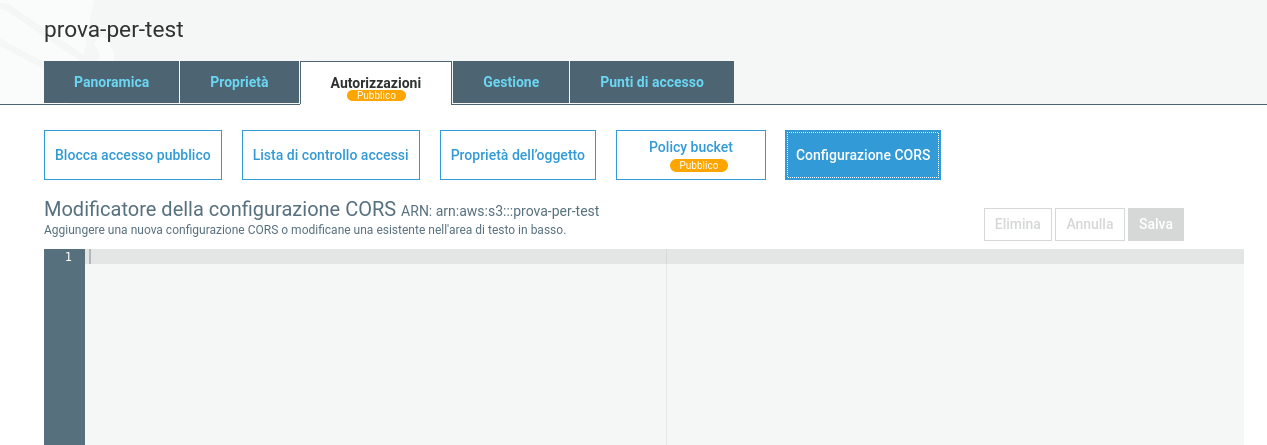 prova-per-test
Panoramica Proprietà Autorizzazioni Gestione Punti di accesso
Pubblico
Blocca accesso pubblico Lista di controllo accessi Proprietà dell'oggetto Policy bucket Configurazione CORS
Pubblico
Modificatore della configurazione CORS ARN: arn:aws:s3:::prova-per-test
Aggiungere una nuova configurazione CORS o modificane una esistente nell'area di testo in basso.
Elimina Annulla Salva
1